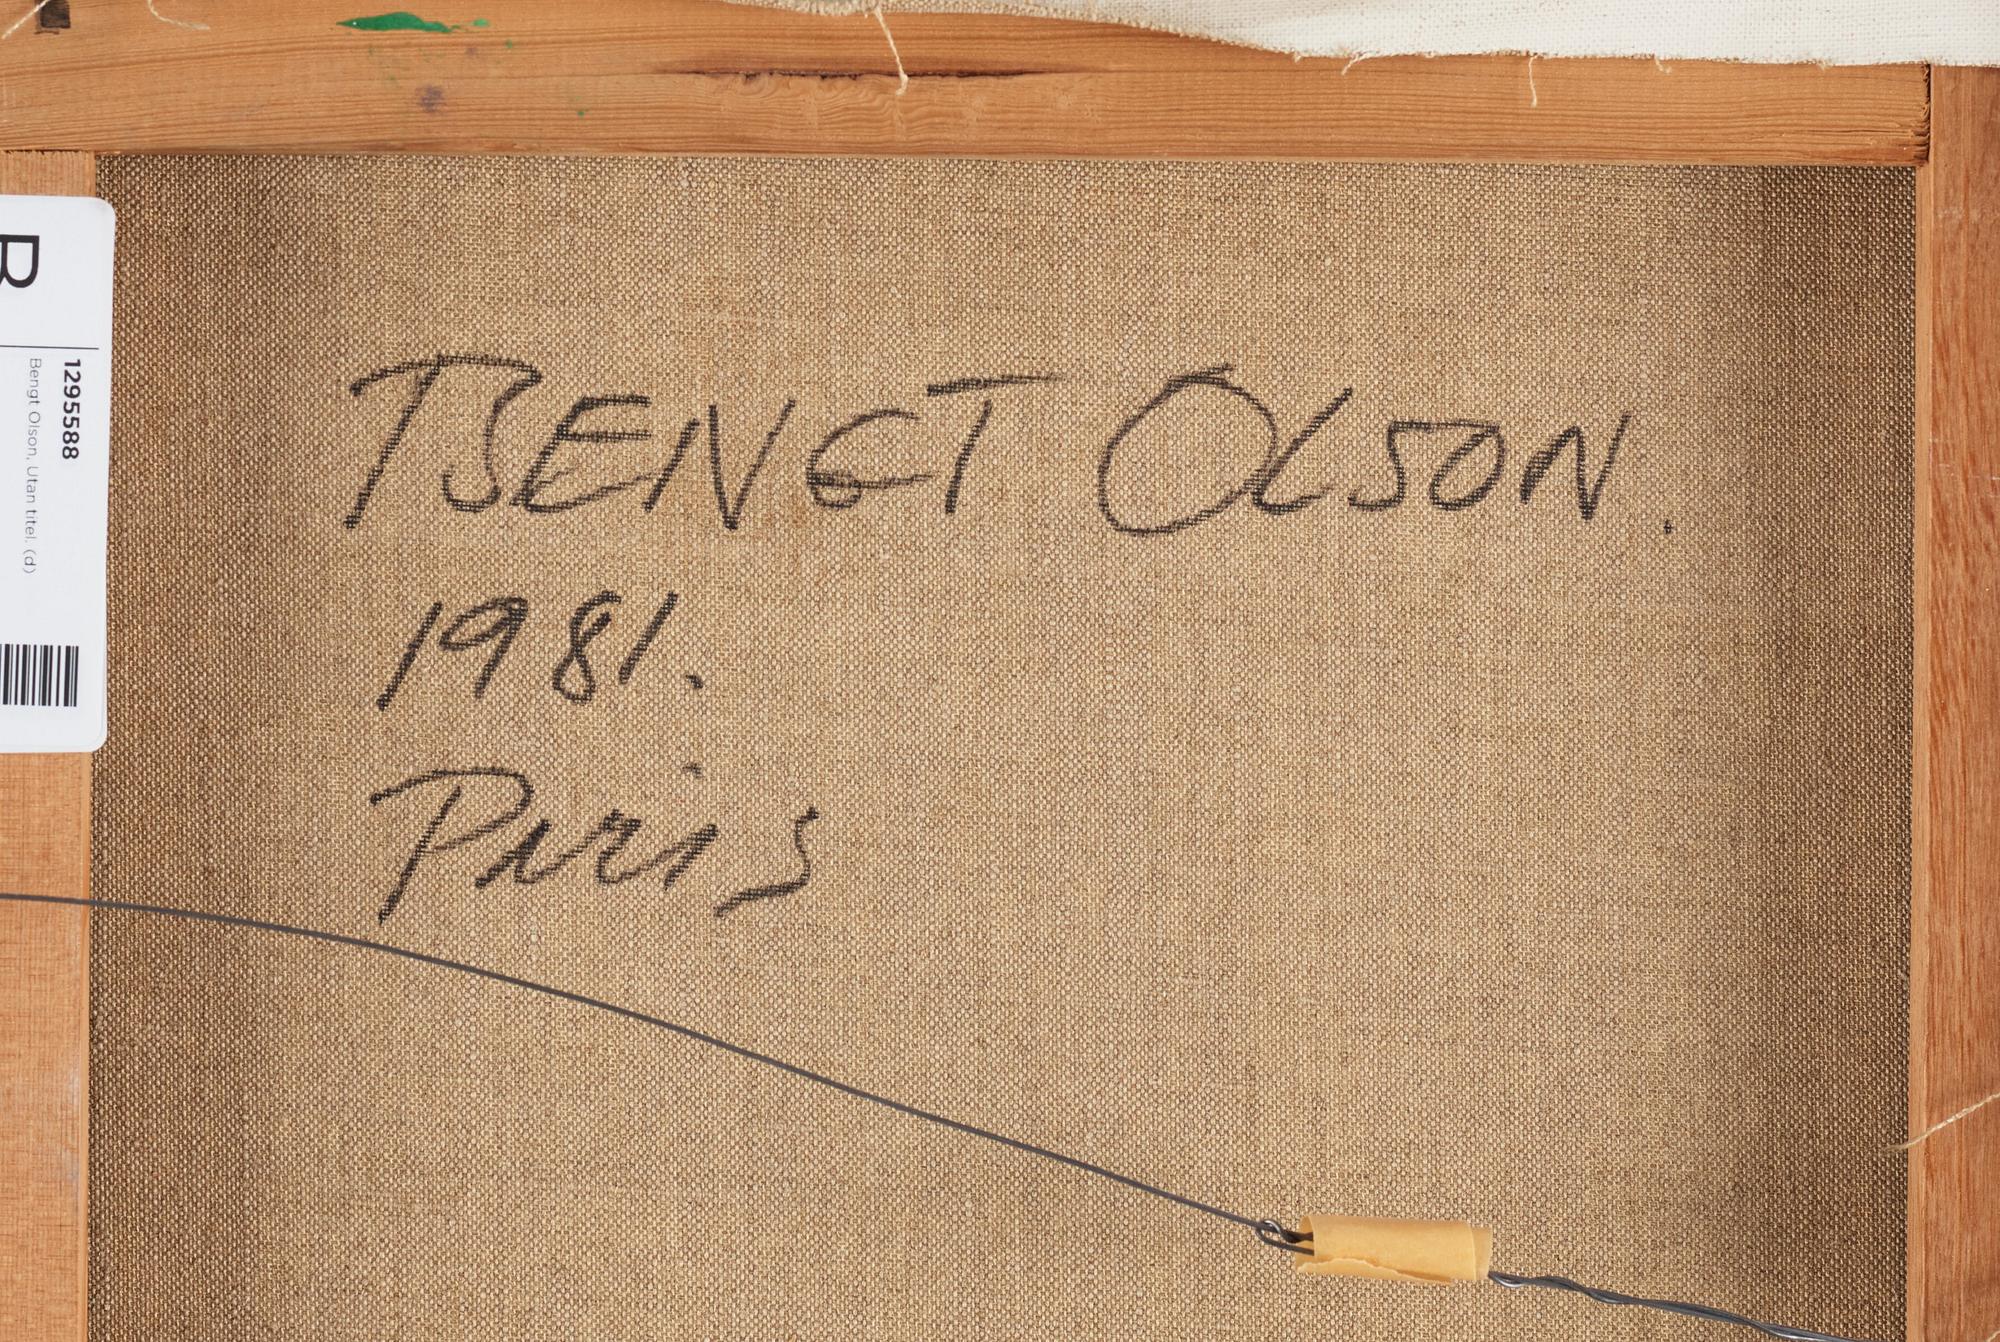 BENGT OLSON.
1981.
Paris
B
1295588
Bengt Olson, Utan titel. (d)